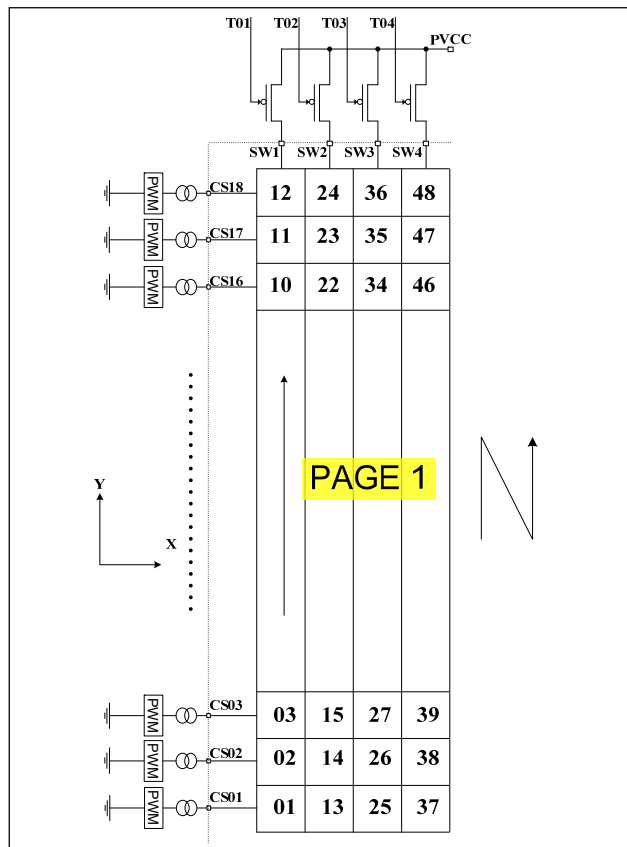 T01 T02 T03 T04
PVCC
SW1 SW2 SW3 SW4
PWM CS18 12 24 36 48
PWM CS17 11 23 35 47
PWM CS16 10 22 34 46
PAGE 1
Y
X
PWM CS03 03 15 27 39
PWM CS02 02 14 26 38
PWM CS01 01 13 25 37